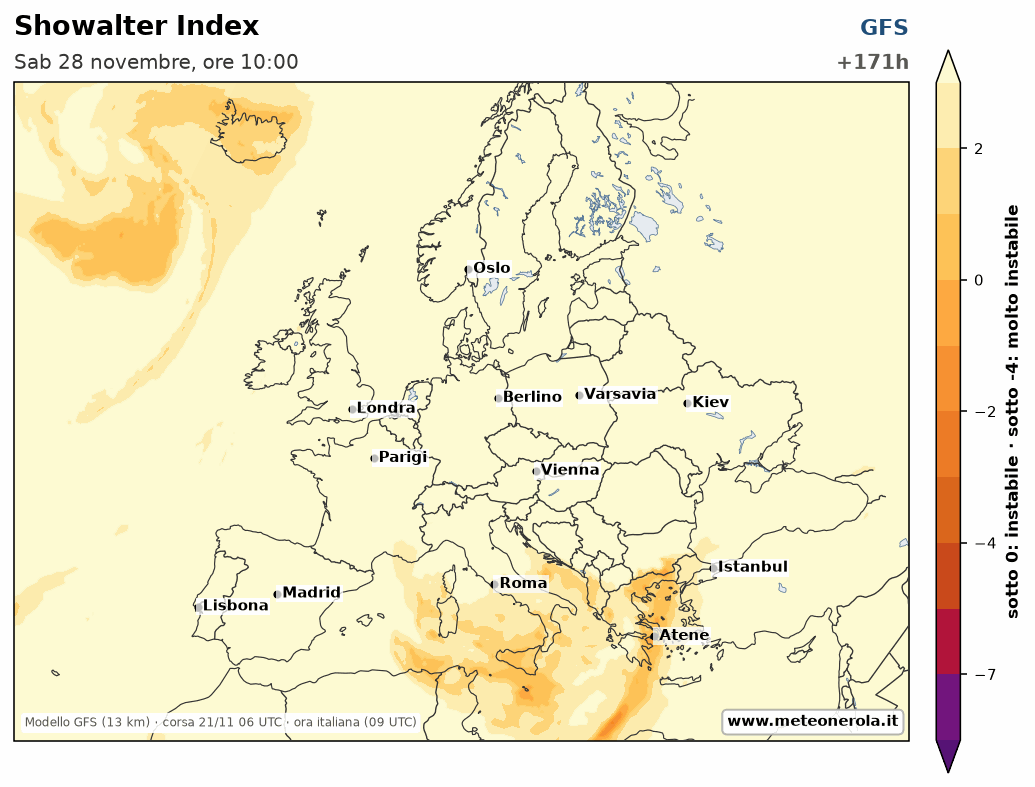 Showalter Index
GFS
Sab 28 novembre, ore 10:00
+171h
Oslo
Londra
Berlino
Varsavia
Kiev
Parigi
Vienna
Istanbul
Roma
Madrid
Lisbona
Atene
Modello GFS (13 km) · corsa 21/11 06 UTC · ora italiana (09 UTC)
www.meteonerola.it
2
0
−2
−4
−7
sotto 0: instabile · sotto -4: molto instabile